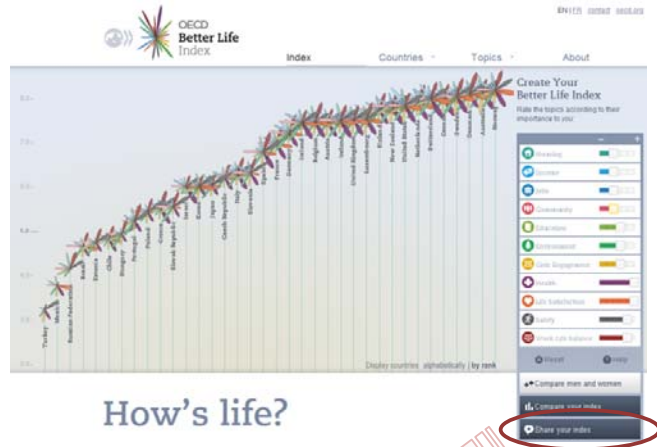 EN | FR contact oecd.org
OECD
Better Life
Index
Index
Countries
Topics
About
Create Your
Better Life Index
Rate the topics according to their
importance to you
- +
Housing
Income
Jobs
Community
Education
Environment
Civic Engagement
Health
Life Satisfaction
Safety
Work-Life Balance
Reset
Help
Compare men and women
Compare your index
Share your index
Turkey
Mexico
Russian Federation
Brazil
Estonia
Chile
Hungary
Portugal
Poland
Greece
Slovak Republic
Israel
Korea
Japan
Czech Republic
Italy
Slovenia
Spain
France
Germany
Iceland
Belgium
Austria
Ireland
United Kingdom
Luxembourg
Finland
New Zealand
United States
Netherlands
Switzerland
Canada
Sweden
Denmark
Australia
Norway
Display countries alphabetically | by rank
How's life?